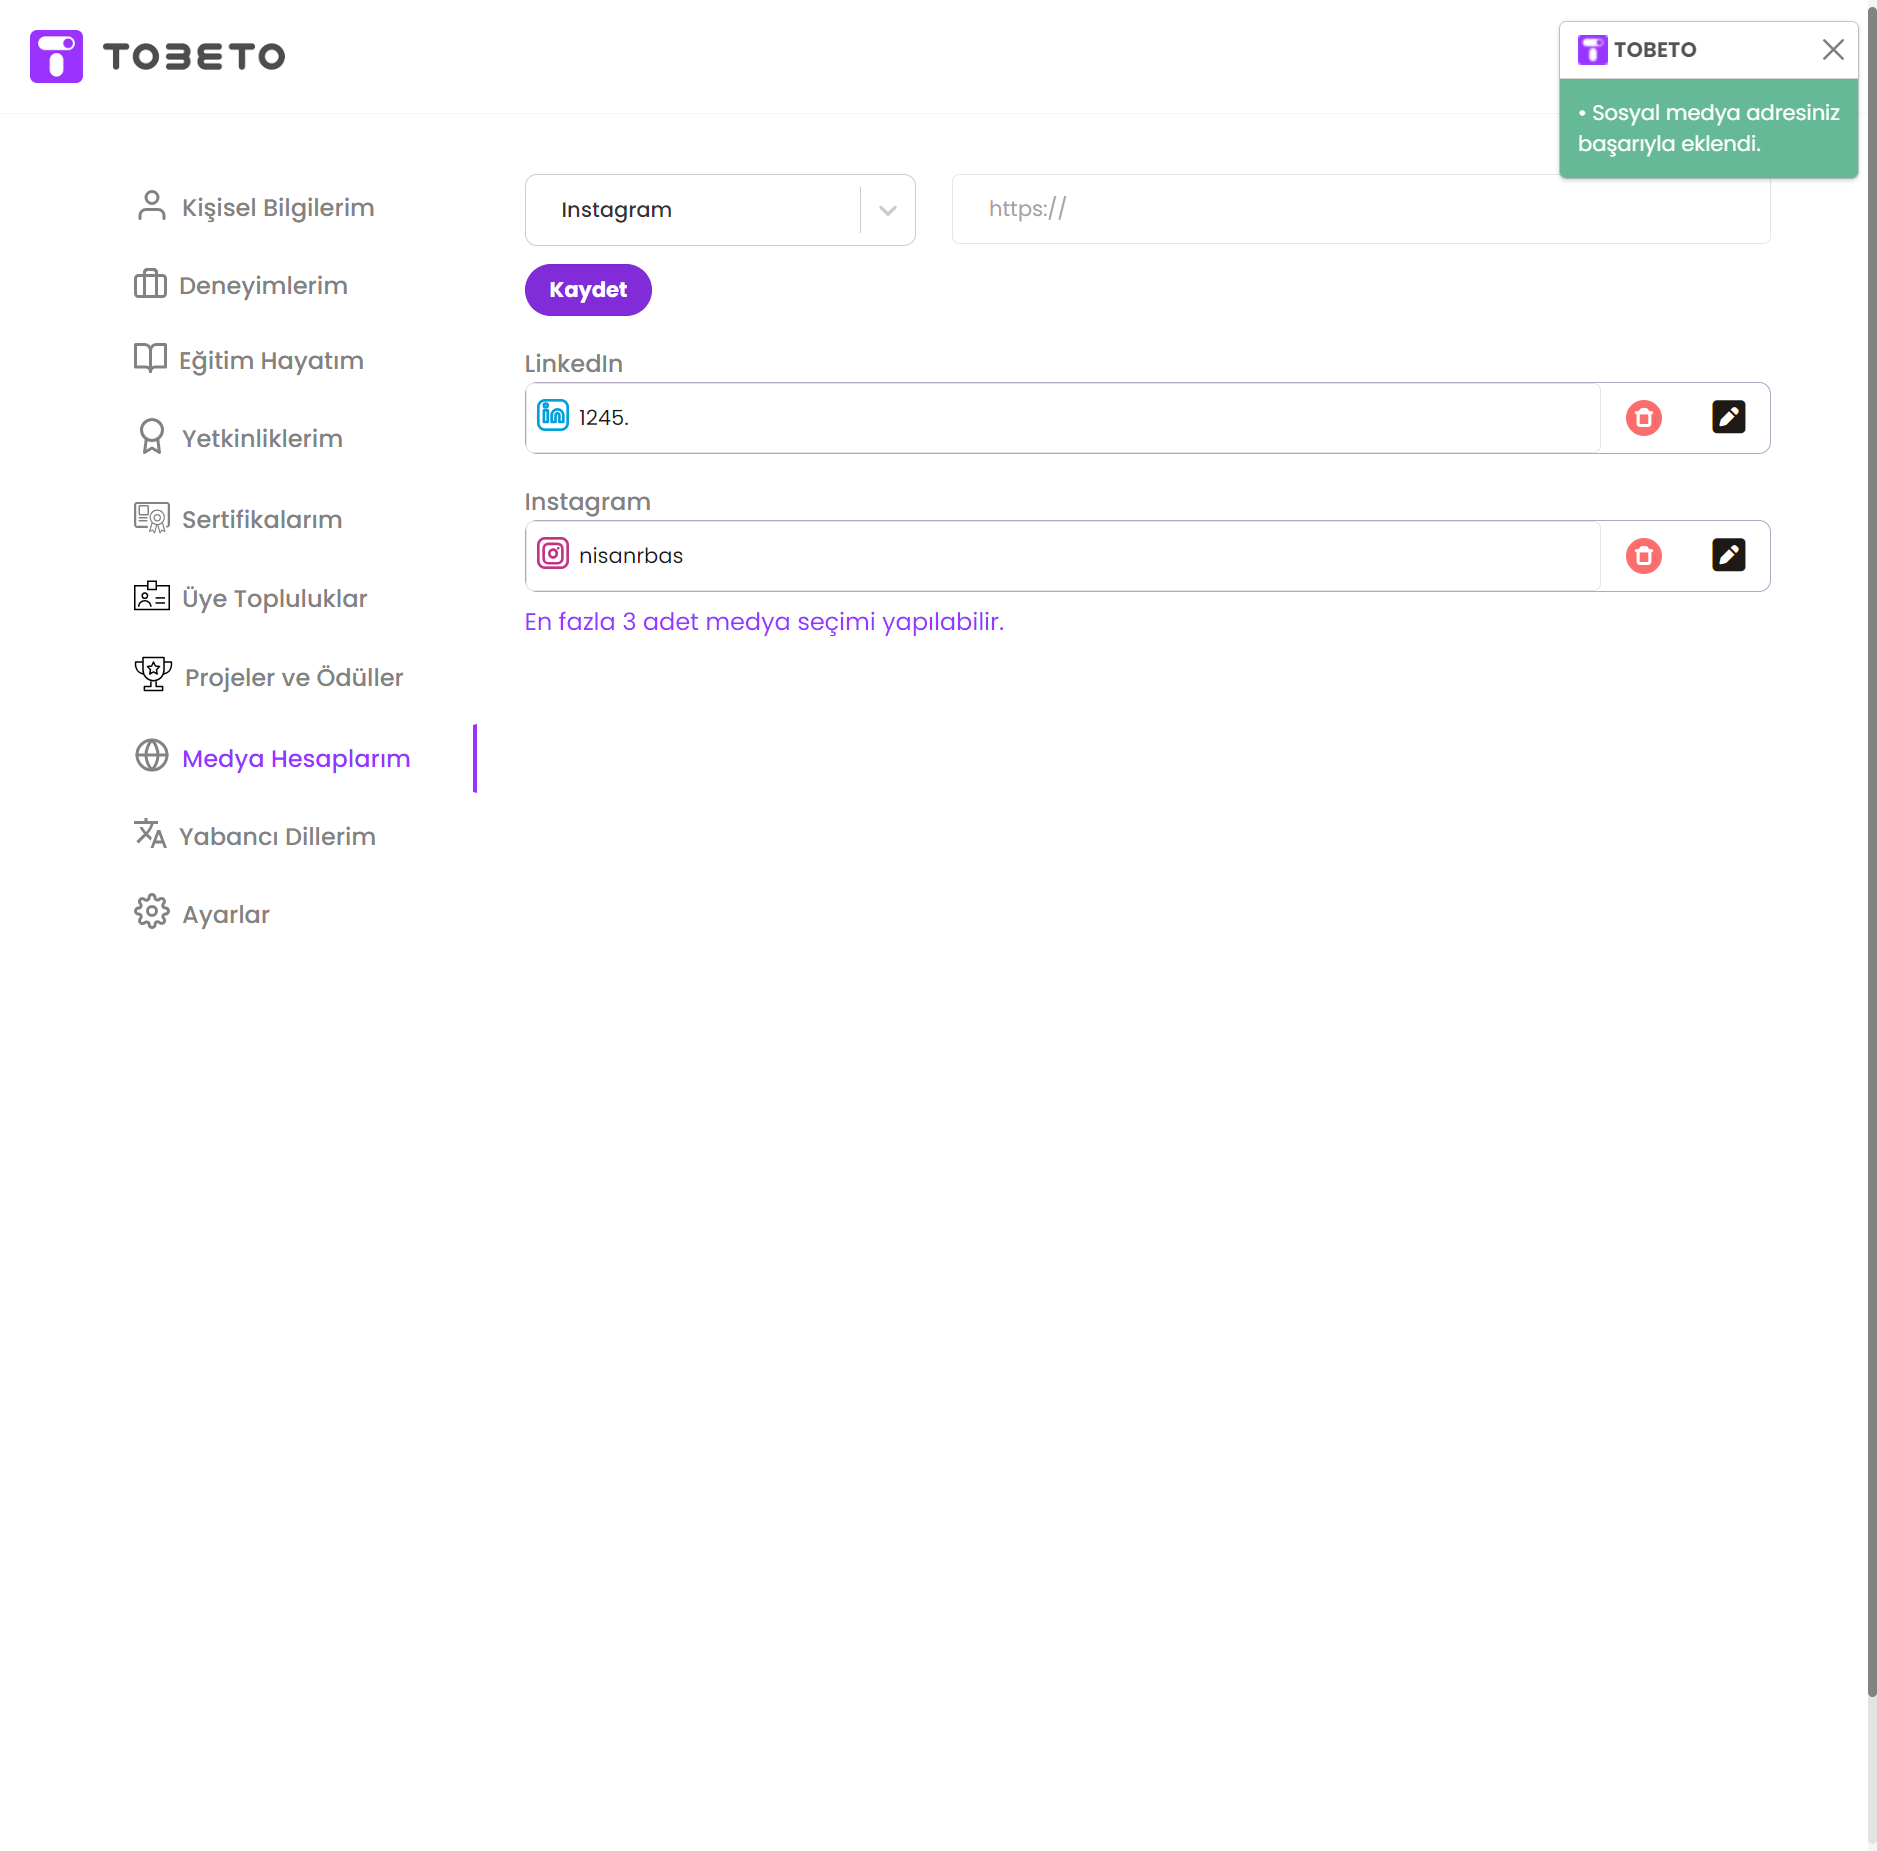 TOBETO
TOBETO
• Sosyal medya adresiniz
başarıyla eklendi.
Kişisel Bilgilerim
Deneyimlerim
Eğitim Hayatım
Yetkinliklerim
Sertifikalarım
Üye Topluluklar
Projeler ve Ödüller
Medya Hesaplarım
Yabancı Dillerim
Ayarlar
Instagram
https://
Kaydet
LinkedIn
in 1245.
Instagram
nisanrbas
En fazla 3 adet medya seçimi yapılabilir.